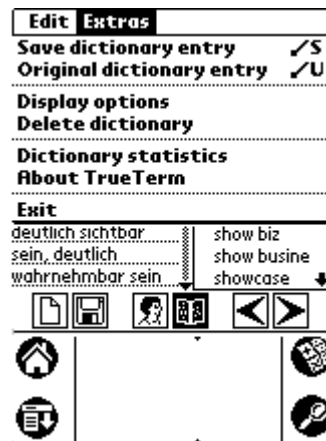 Edit Extras
Save dictionary entry ✓S
Original dictionary entry ✓U
Display options
Delete dictionary
Dictionary statistics
About TrueTerm
Exit
deutlich sichtbar show biz
sein, deutlich show busine
wahrnehmbar sein showcase